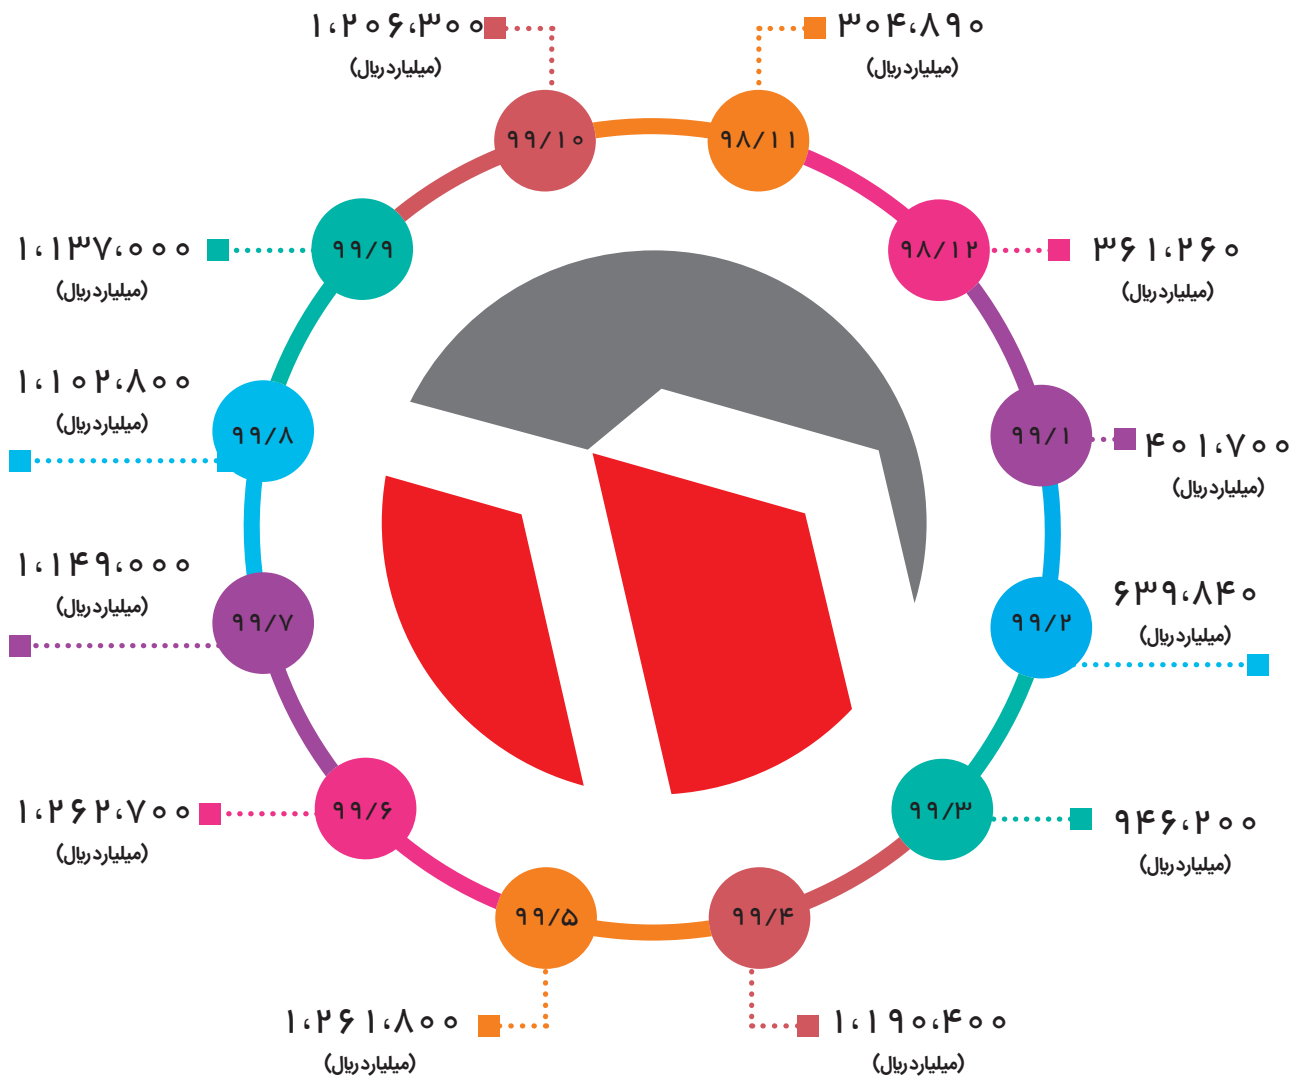 ۳۰۴،۸۹۰
(میلیارد ریال)
۹۸/۱۱
۳۶۱،۲۶۰
(میلیارد ریال)
۹۸/۱۲
۴۰۱،۷۰۰
(میلیارد ریال)
۹۹/۱
۶۳۹،۸۴۰
(میلیارد ریال)
۹۹/۲
۹۴۶،۲۰۰
(میلیارد ریال)
۹۹/۳
۱،۱۹۰،۴۰۰
(میلیارد ریال)
۹۹/۴
۱،۲۶۱،۸۰۰
(میلیارد ریال)
۹۹/۵
۱،۲۶۲،۷۰۰
(میلیارد ریال)
۹۹/۶
۱،۱۴۹،۰۰۰
(میلیارد ریال)
۹۹/۷
۱،۱۰۲،۸۰۰
(میلیارد ریال)
۹۹/۸
۱،۱۳۷،۰۰۰
(میلیارد ریال)
۹۹/۹
۱،۲۰۶،۳۰۰
(میلیارد ریال)
۹۹/۱۰